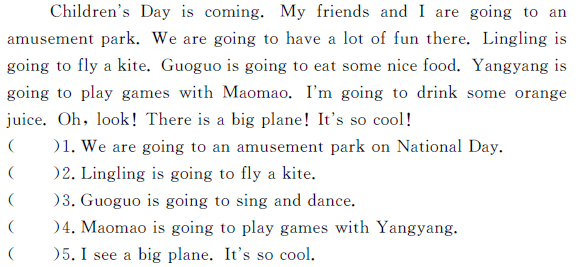 Children's Day is coming. My friends and I are going to an
amusement park. We are going to have a lot of fun there. Lingling is
going to fly a kite. Guoguo is going to eat some nice food. Yangyang is
going to play games with Maomao. I'm going to drink some orange
juice. Oh, look! There is a big plane! It's so cool!
(    )1. We are going to an amusement park on National Day.
(    )2. Lingling is going to fly a kite.
(    )3. Guoguo is going to sing and dance.
(    )4. Maomao is going to play games with Yangyang.
(    )5. I see a big plane. It's so cool.